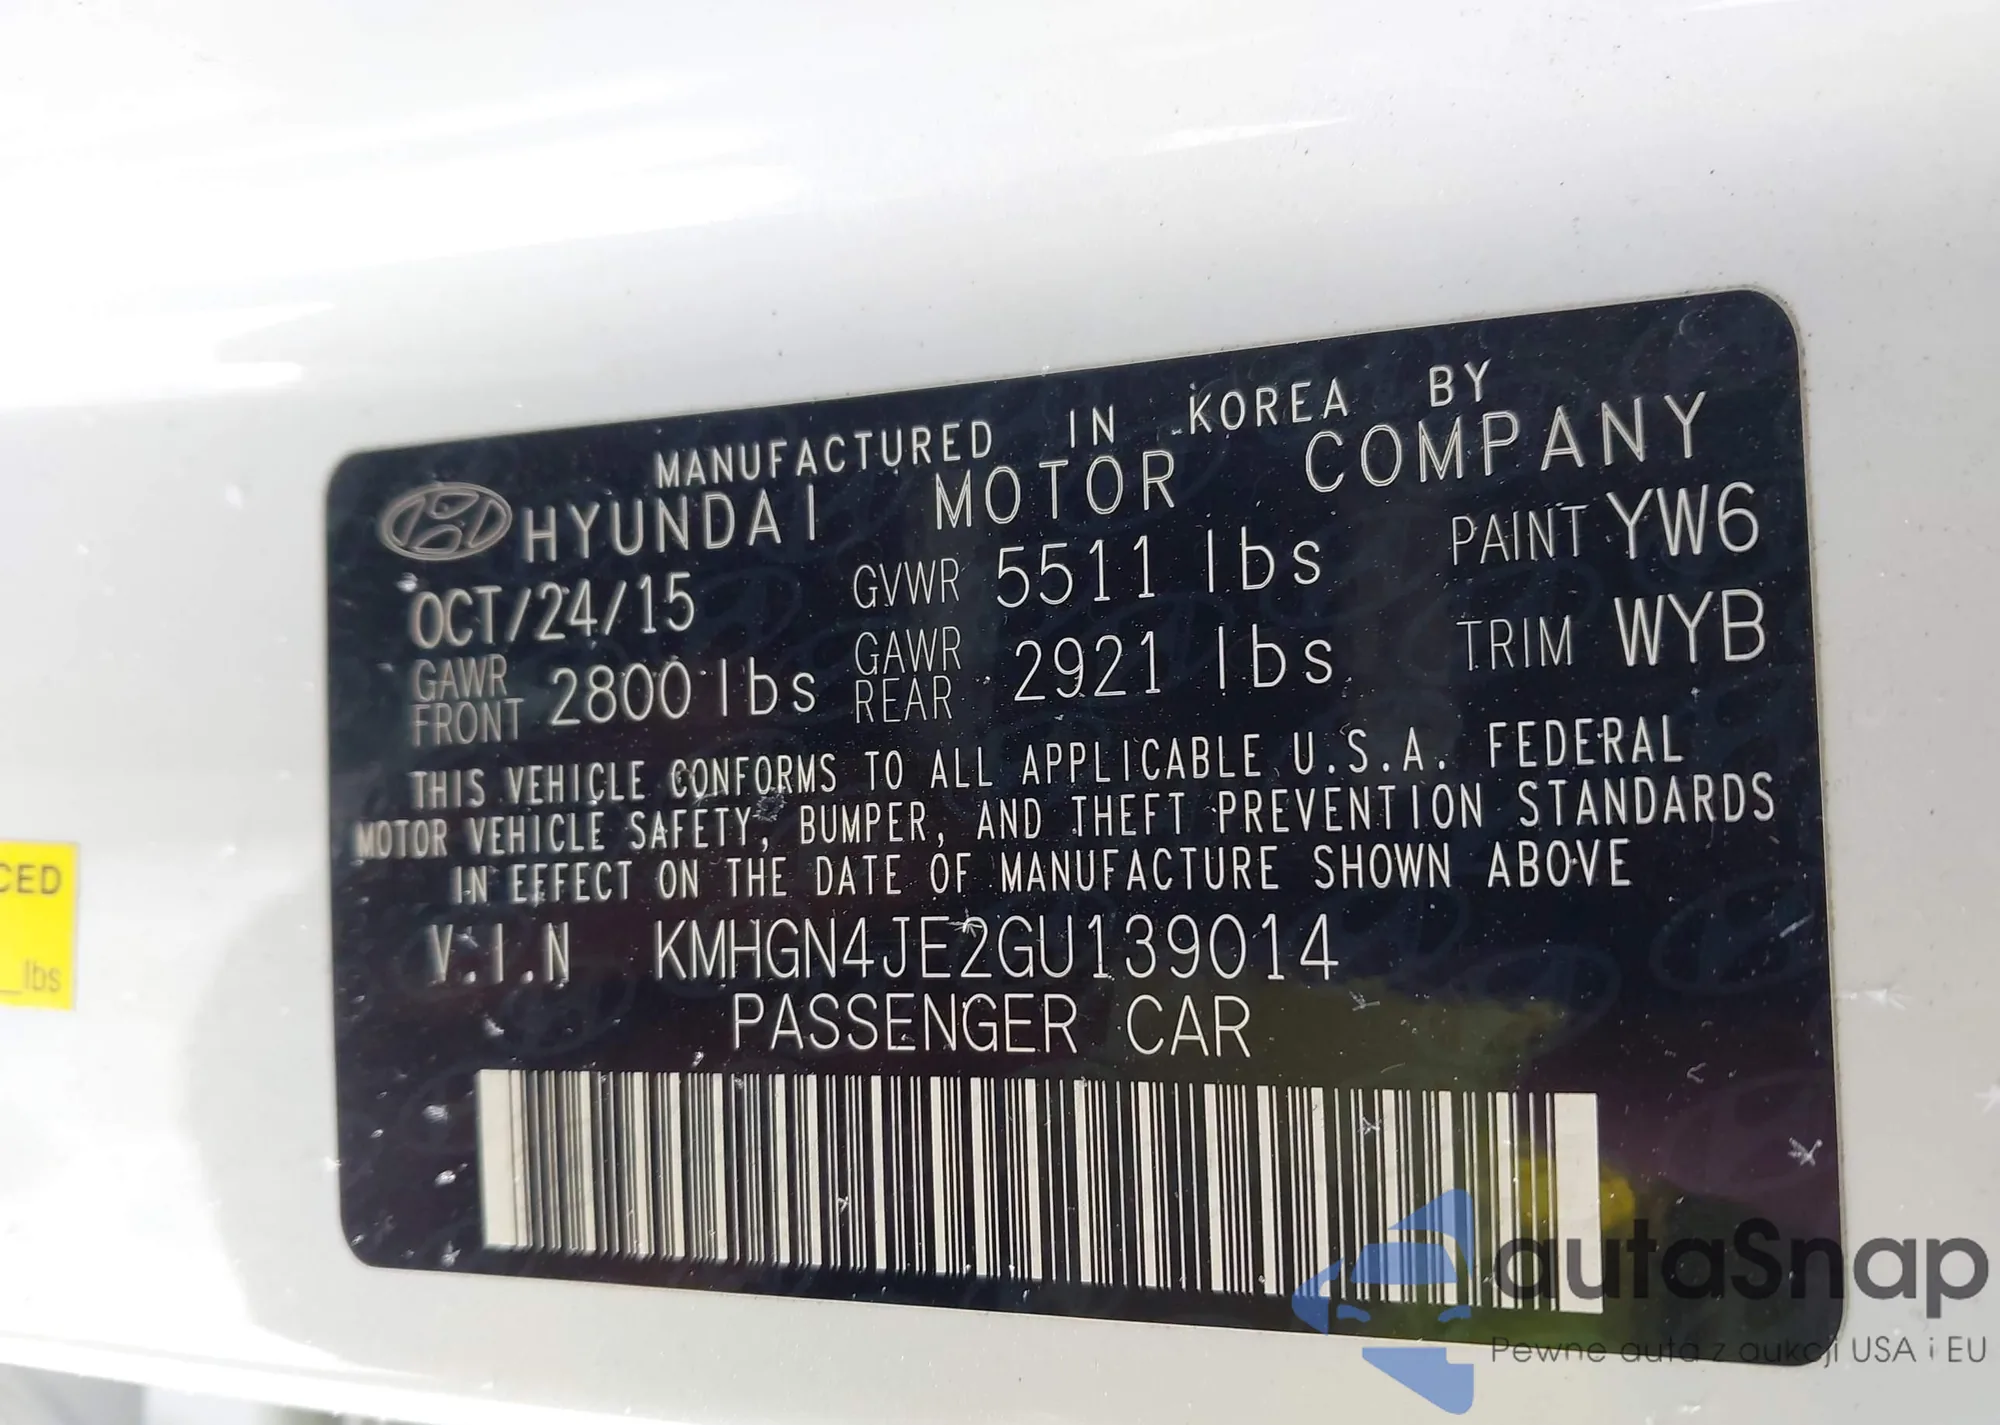 MANUFACTURED IN KOREA BY
HYUNDAI MOTOR COMPANY
OCT/24/15 GVWR 5511 lbs PAINT YW6
GAWR FRONT 2800 lbs GAWR REAR 2921 lbs TRIM WYB
THIS VEHICLE CONFORMS TO ALL APPLICABLE U.S.A. FEDERAL
MOTOR VEHICLE SAFETY, BUMPER, AND THEFT PREVENTION STANDARDS
IN EFFECT ON THE DATE OF MANUFACTURE SHOWN ABOVE
V.I.N KMHGN4JE2GU139014
PASSENGER CAR
CED
lbs
autaSnap
Pewne auta z aukcji USA i EU